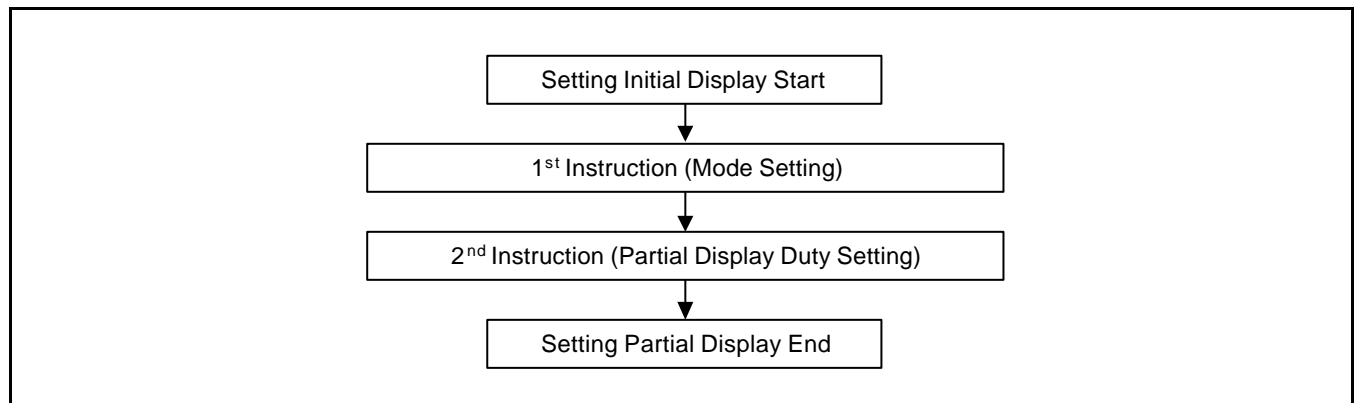 Setting Initial Display Start
1st Instruction (Mode Setting)
2nd Instruction (Partial Display Duty Setting)
Setting Partial Display End